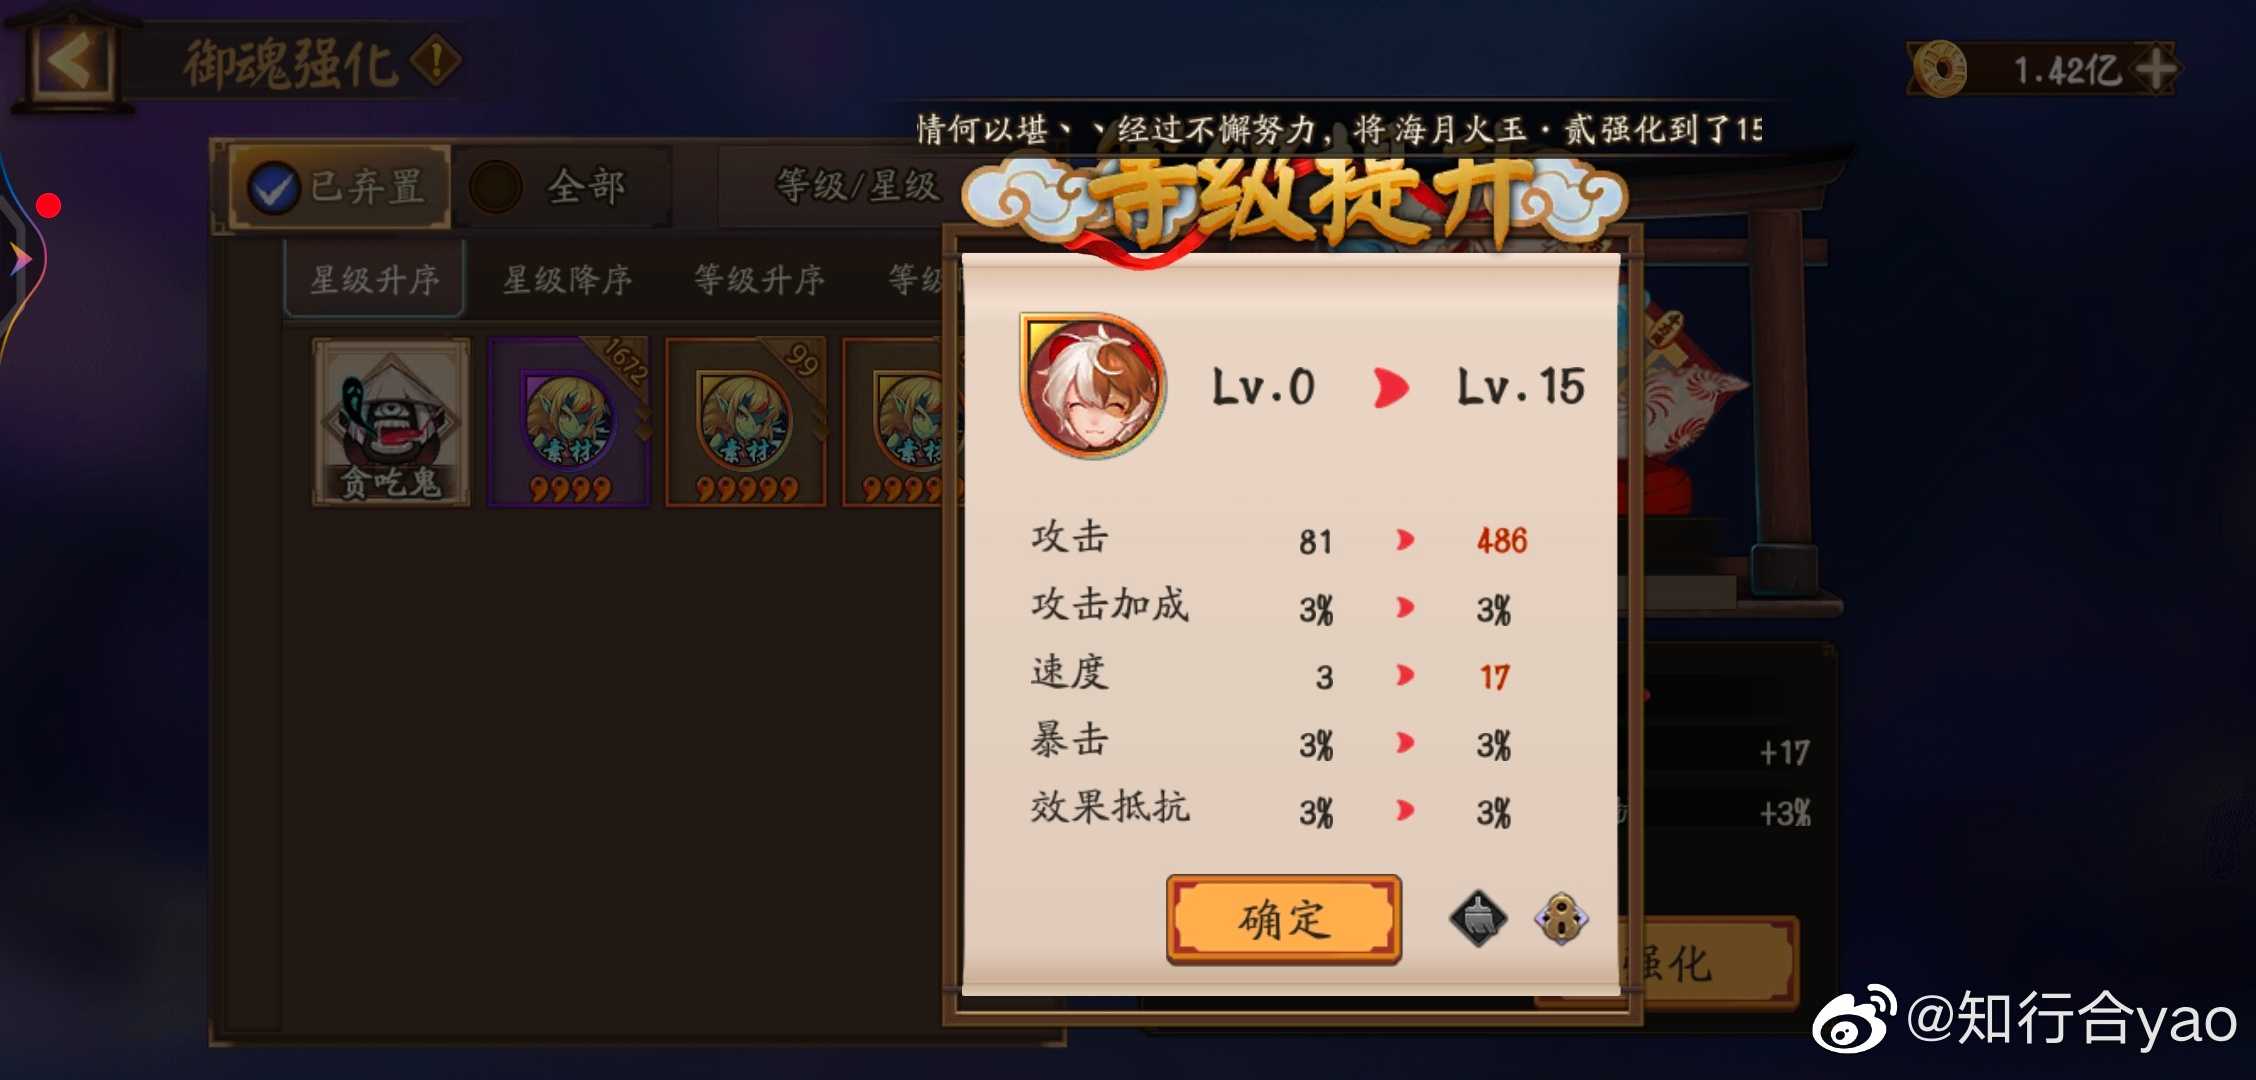 御魂强化
1.42亿
情何以堪丶丶经过不懈努力，将 海月火玉·贰强化到了15
等级提升
已弃置
全部
等级/星级
星级升序
星级降序
等级升序
等级
贪吃鬼
1672
素材
99
素材
素材
Lv.0
Lv.15
攻击 81 486
攻击加成 3% 3%
速度 3 17
暴击 3% 3%
效果抵抗 3% 3%
+17
+3%
确定
强化
@知行合yao